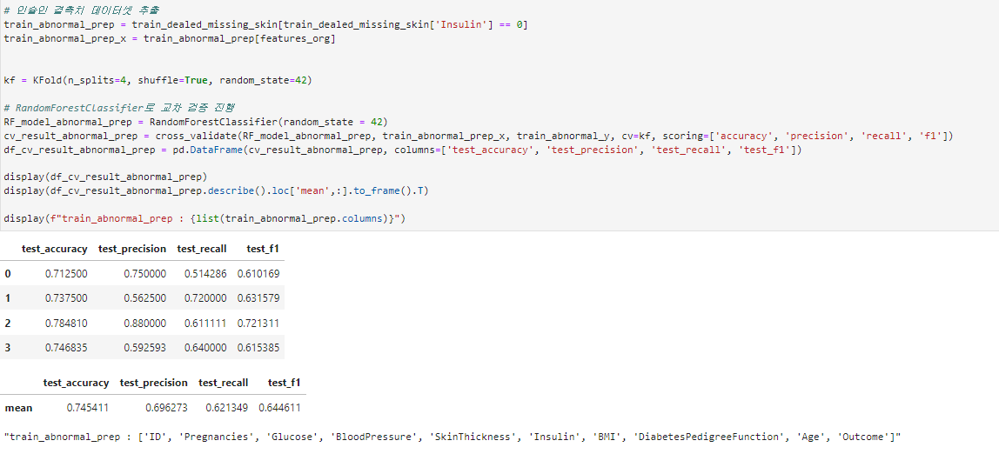 # 인슐린 결측치 데이터셋 추출
train_abnormal_prep = train_dealed_missing_skin[train_dealed_missing_skin['Insulin'] == 0]
train_abnormal_prep_x = train_abnormal_prep[features_org]
kf = KFold(n_splits=4, shuffle=True, random_state=42)
# RandomForestClassifier로 교차 검증 진행
RF_model_abnormal_prep = RandomForestClassifier(random_state = 42)
cv_result_abnormal_prep = cross_validate(RF_model_abnormal_prep, train_abnormal_prep_x, train_abnormal_y, cv=kf, scoring=['accuracy', 'precision', 'recall', 'f1'])
df_cv_result_abnormal_prep = pd.DataFrame(cv_result_abnormal_prep, columns=['test_accuracy', 'test_precision', 'test_recall', 'test_f1'])
display(df_cv_result_abnormal_prep)
display(df_cv_result_abnormal_prep.describe().loc['mean',:].to_frame().T)
display(f"train_abnormal_prep : {list(train_abnormal_prep.columns)}")
test_accuracy test_precision test_recall test_f1
0 0.712500 0.750000 0.514286 0.610169
1 0.737500 0.562500 0.720000 0.631579
2 0.784810 0.880000 0.611111 0.721311
3 0.746835 0.592593 0.640000 0.615385
test_accuracy test_precision test_recall test_f1
mean 0.745411 0.696273 0.621349 0.644611
"train_abnormal_prep : ['ID', 'Pregnancies', 'Glucose', 'BloodPressure', 'SkinThickness', 'Insulin', 'BMI', 'DiabetesPedigreeFunction', 'Age', 'Outcome']"